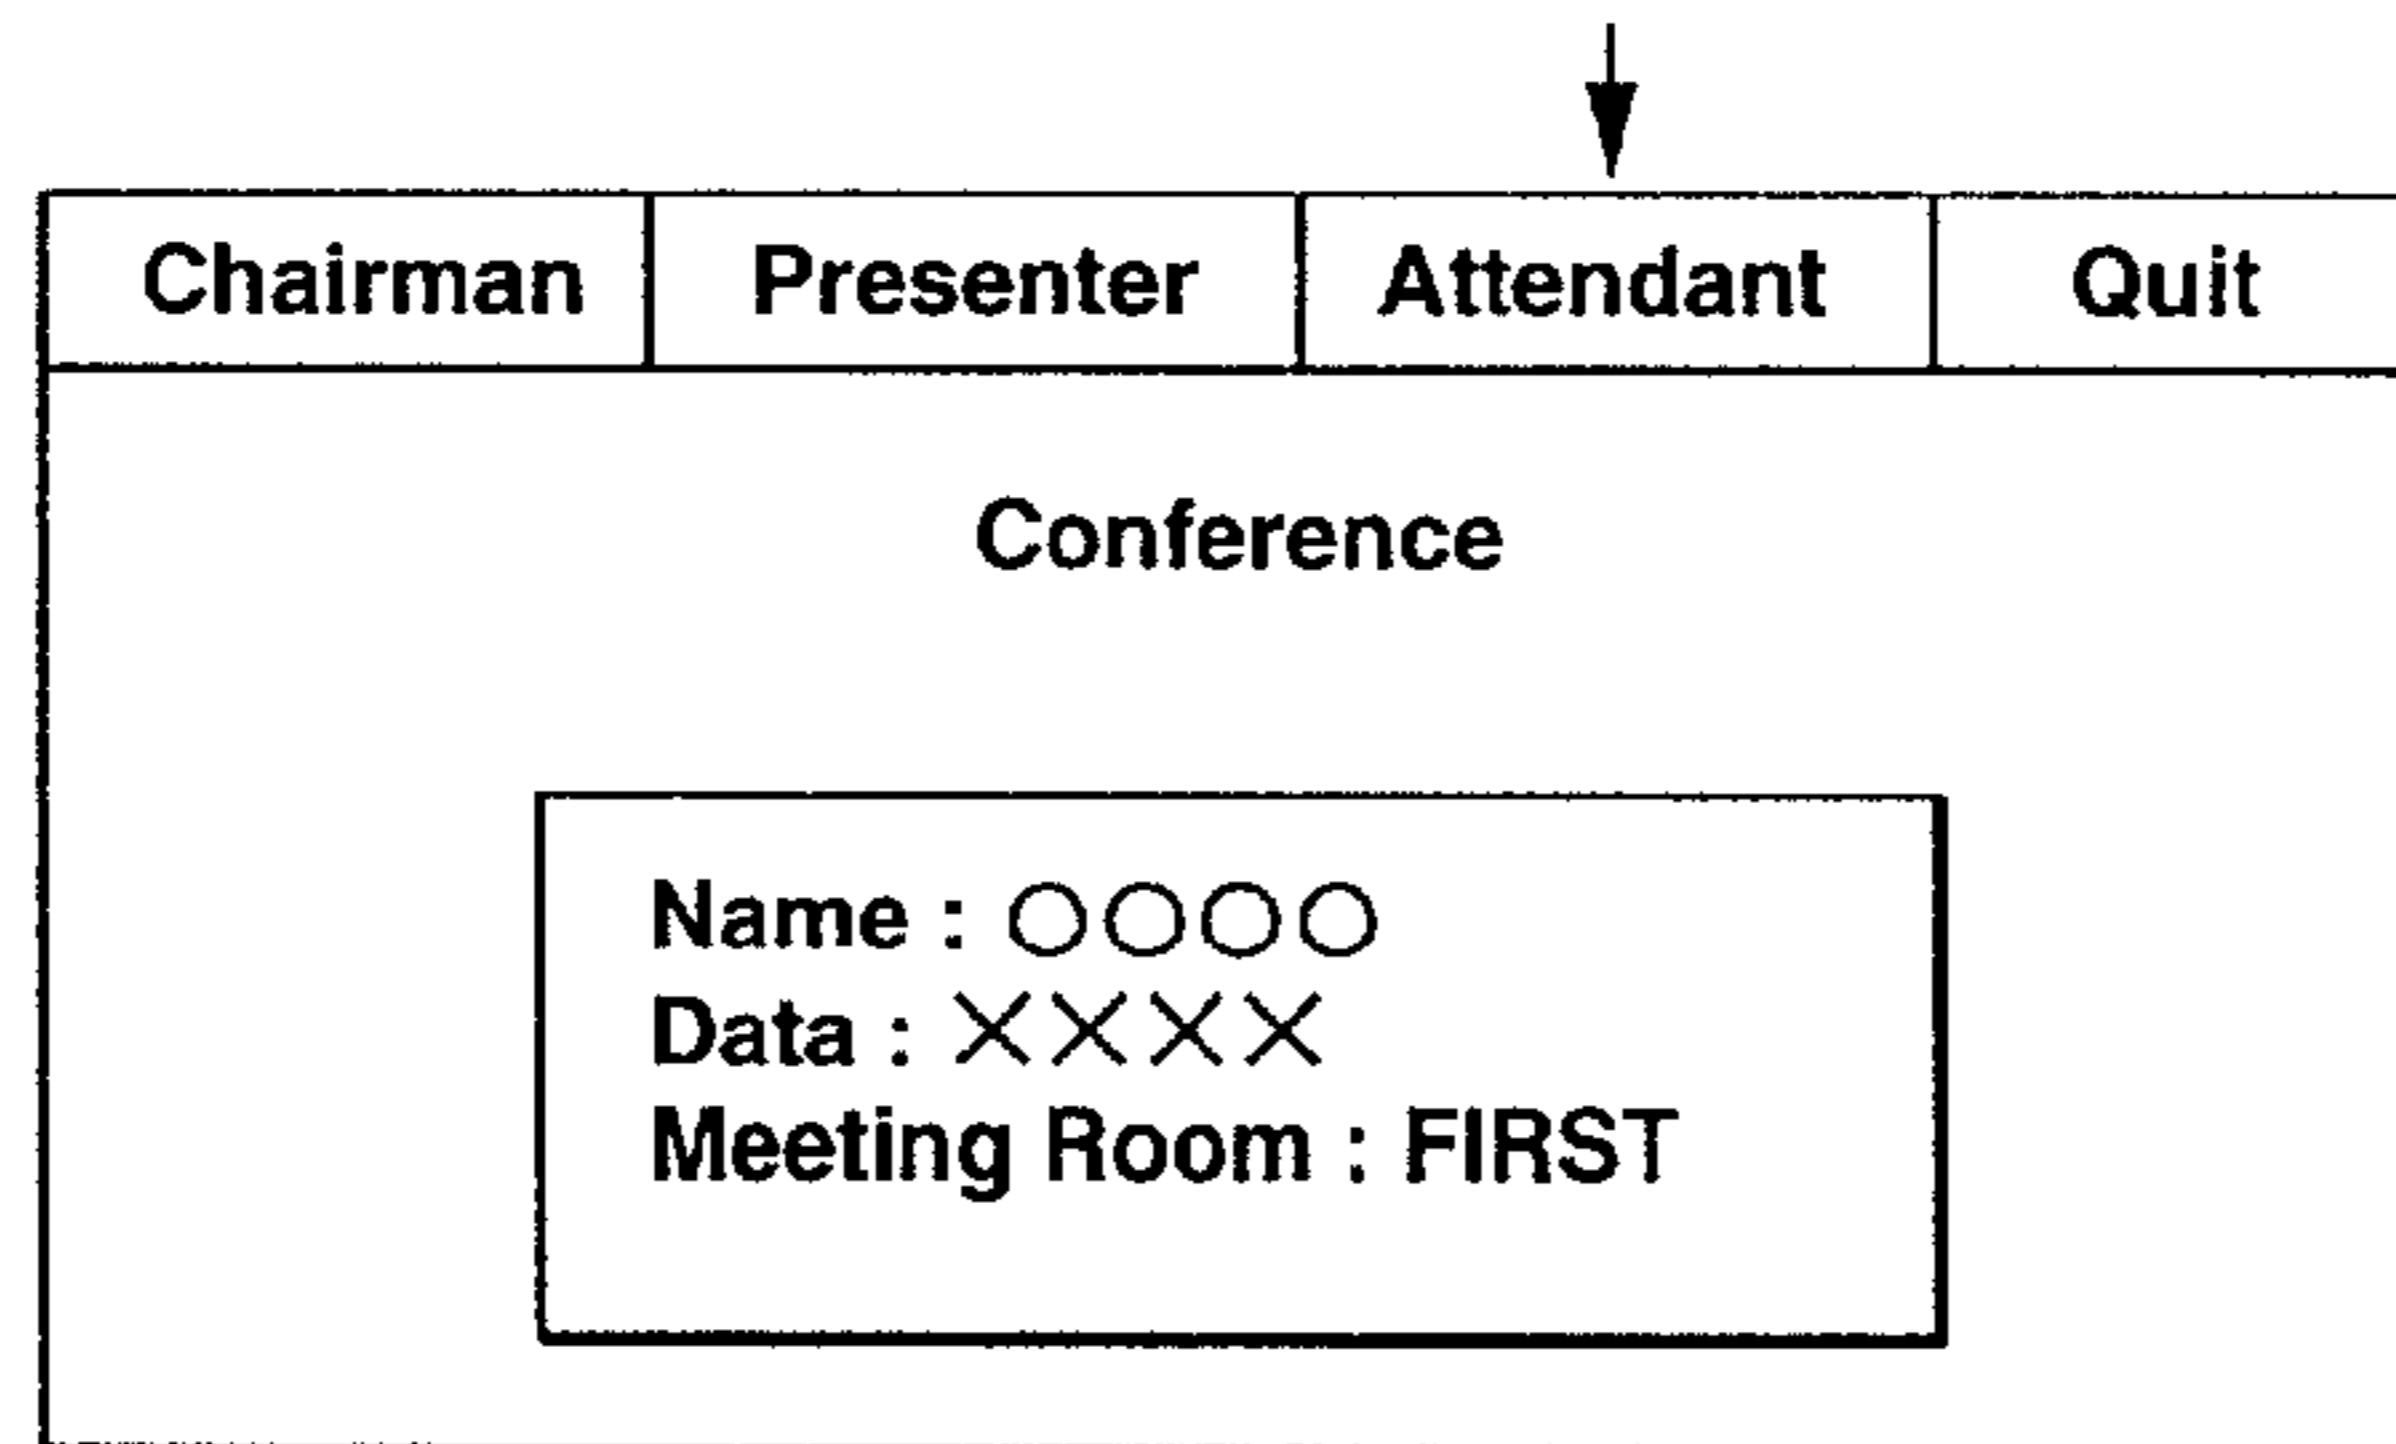 Chairman Presenter Attendant Quit
Conference
Name : ○○○○
Data : ××××
Meeting Room : FIRST